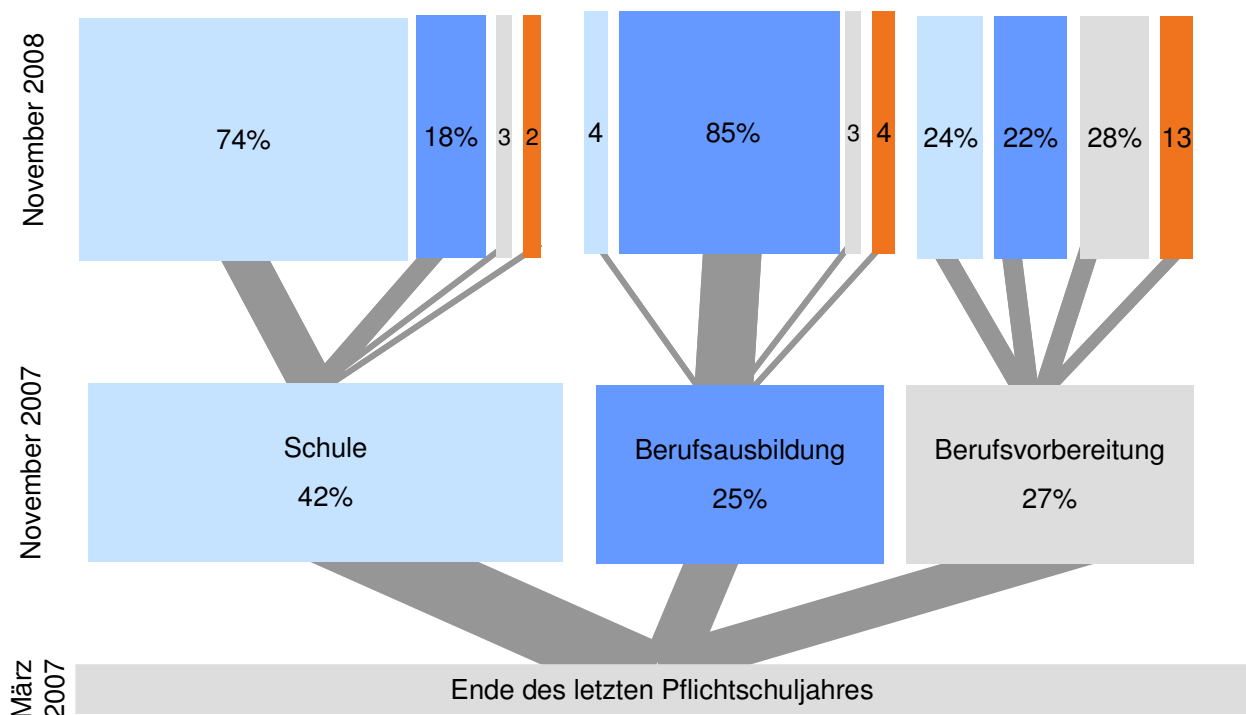 November 2008
74%
18%
3
2
4
85%
3
4
24%
22%
28%
13
November 2007
Schule
42%
Berufsausbildung
25%
Berufsvorbereitung
27%
März
2007
Ende des letzten Pflichtschuljahres